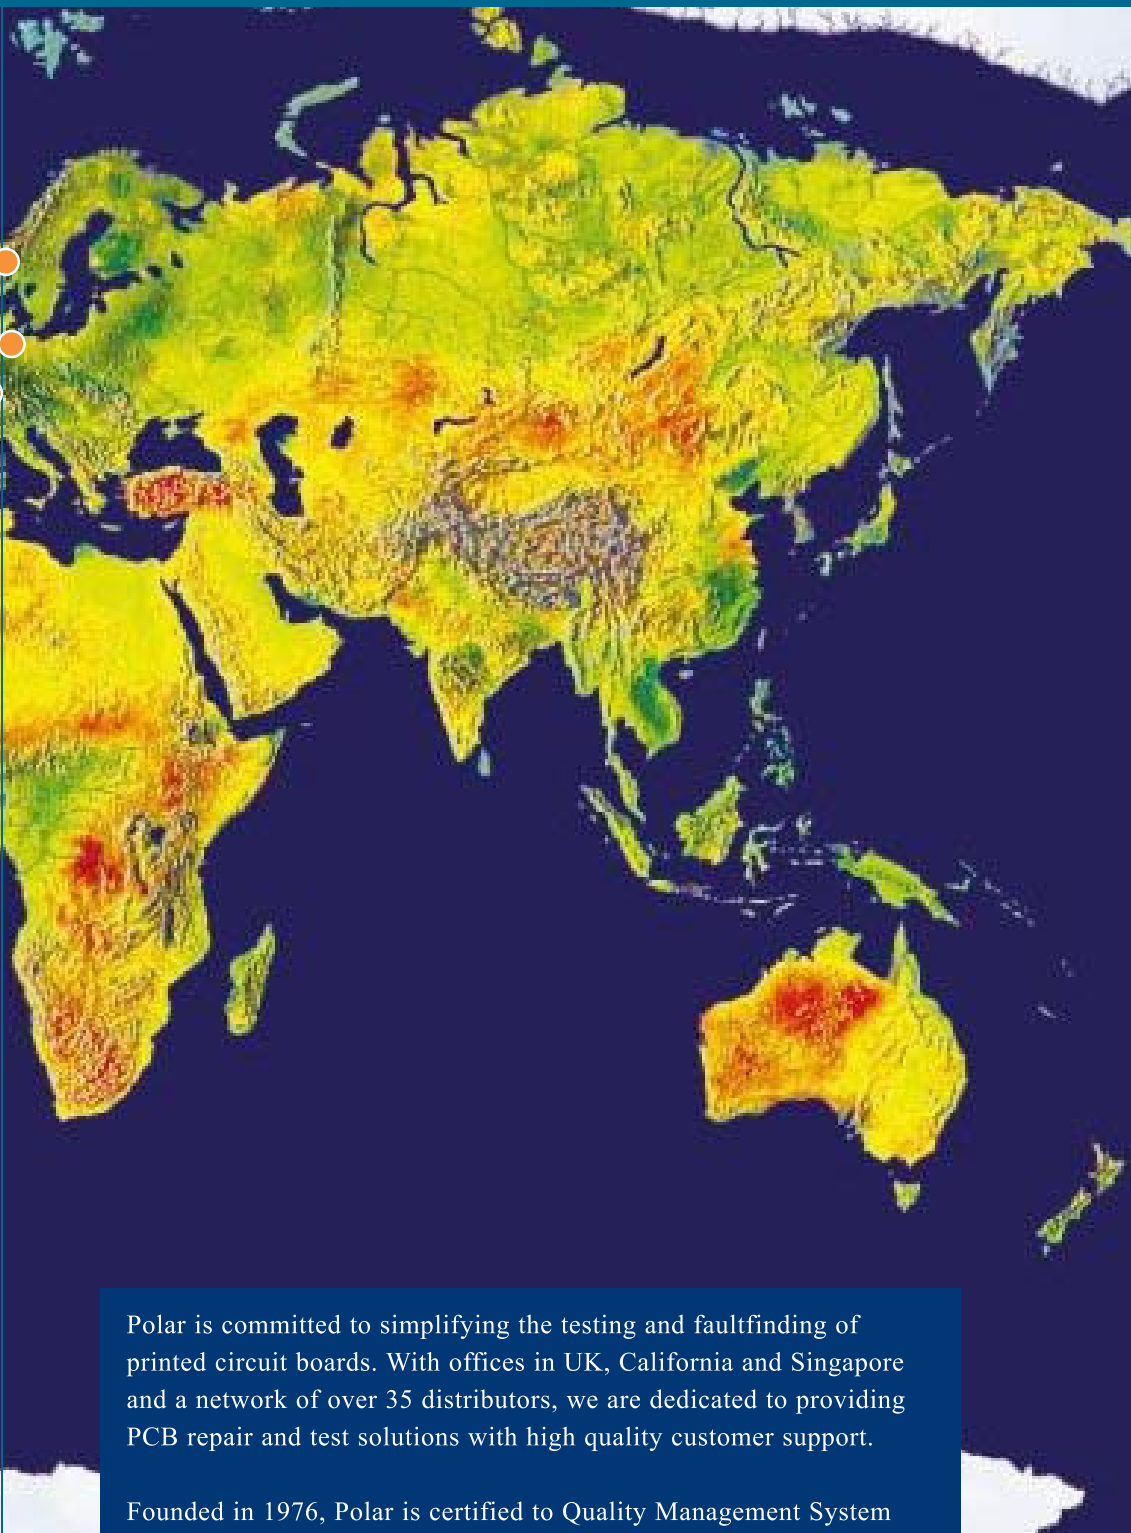 Polar is committed to simplifying the testing and faultfinding of
printed circuit boards. With offices in UK, California and Singapore
and a network of over 35 distributors, we are dedicated to providing
PCB repair and test solutions with high quality customer support.
Founded in 1976, Polar is certified to Quality Management System